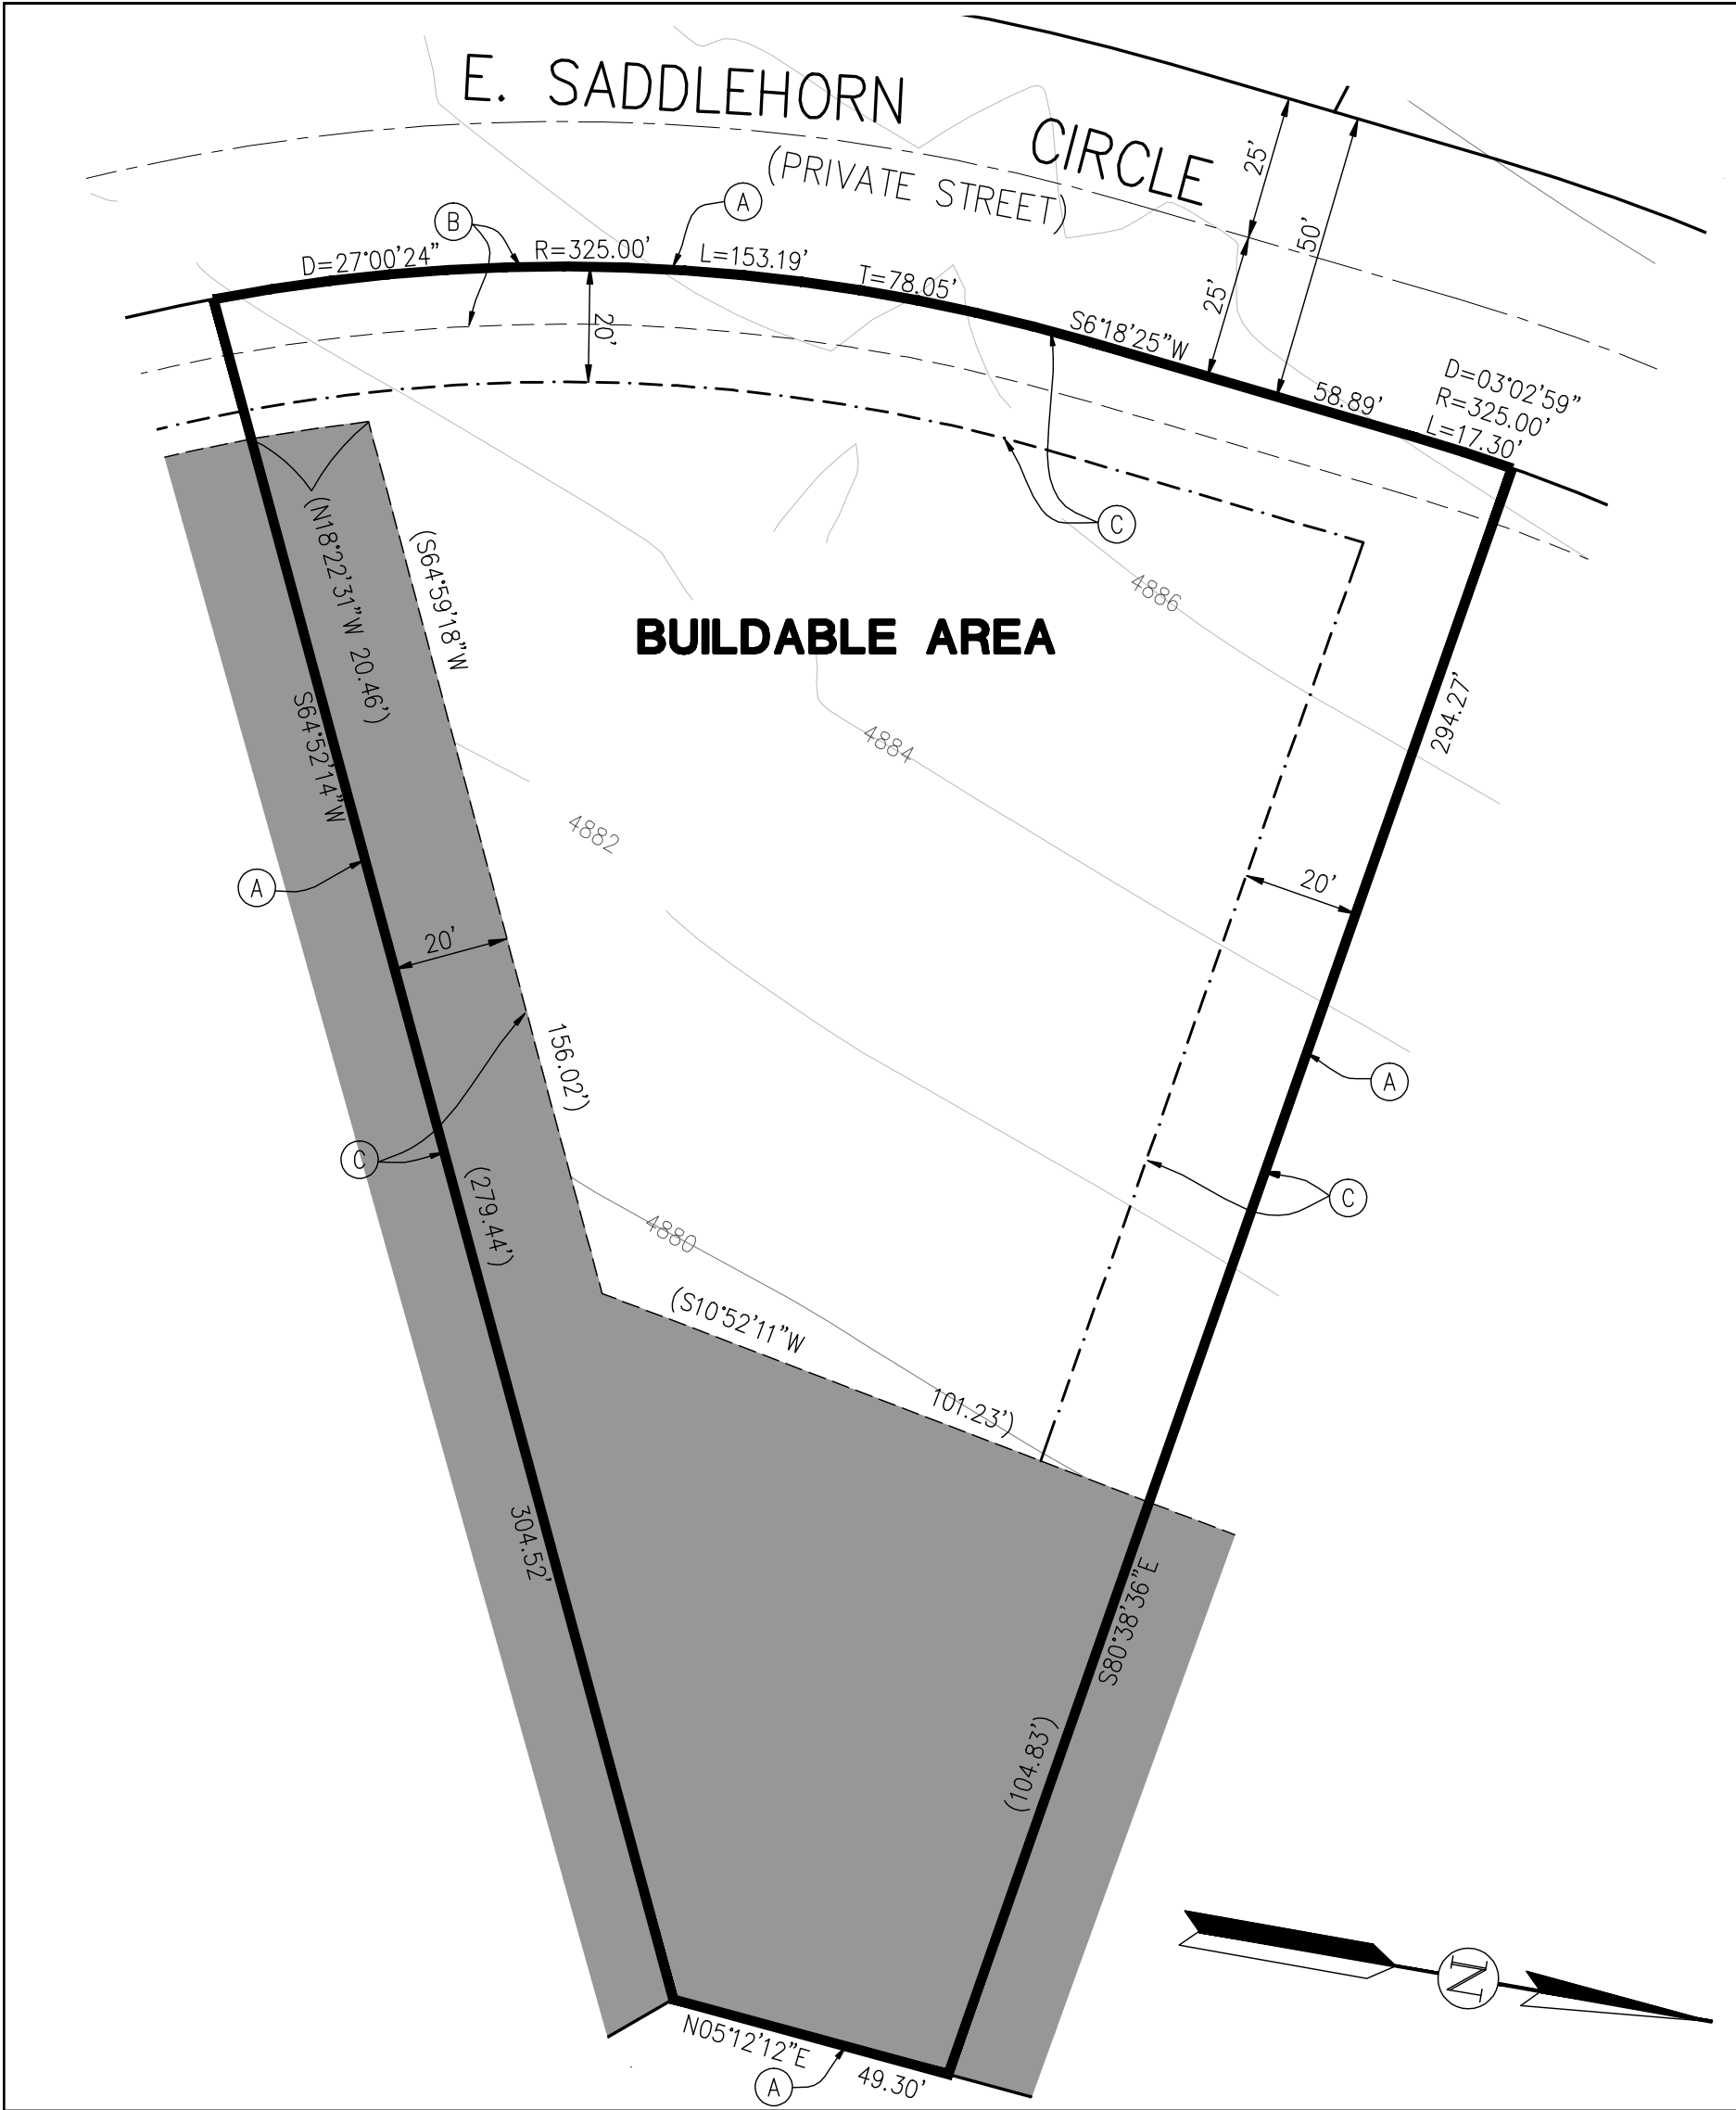 E. SADDLEHORN CIRCLE
(PRIVATE STREET)
25'
50'
25'
B
A
D=27°00'24"
R=325.00'
L=153.19'
T=78.05'
S6°18'25"W
58.89'
D=03°02'59"
R=325.00'
L=17.30'
20'
C
(N18°22'31"W 20.46')
(S64°59'18"W
156.02')
BUILDABLE AREA
4886
294.27'
S64°52'14"W
4884
4882
A
20'
20'
A
C
(279.44')
C
4880
(S10°52'11"W
101.23')
304.52'
S80°38'36"E
(104.83')
N
N05°12'12"E
49.30'
A